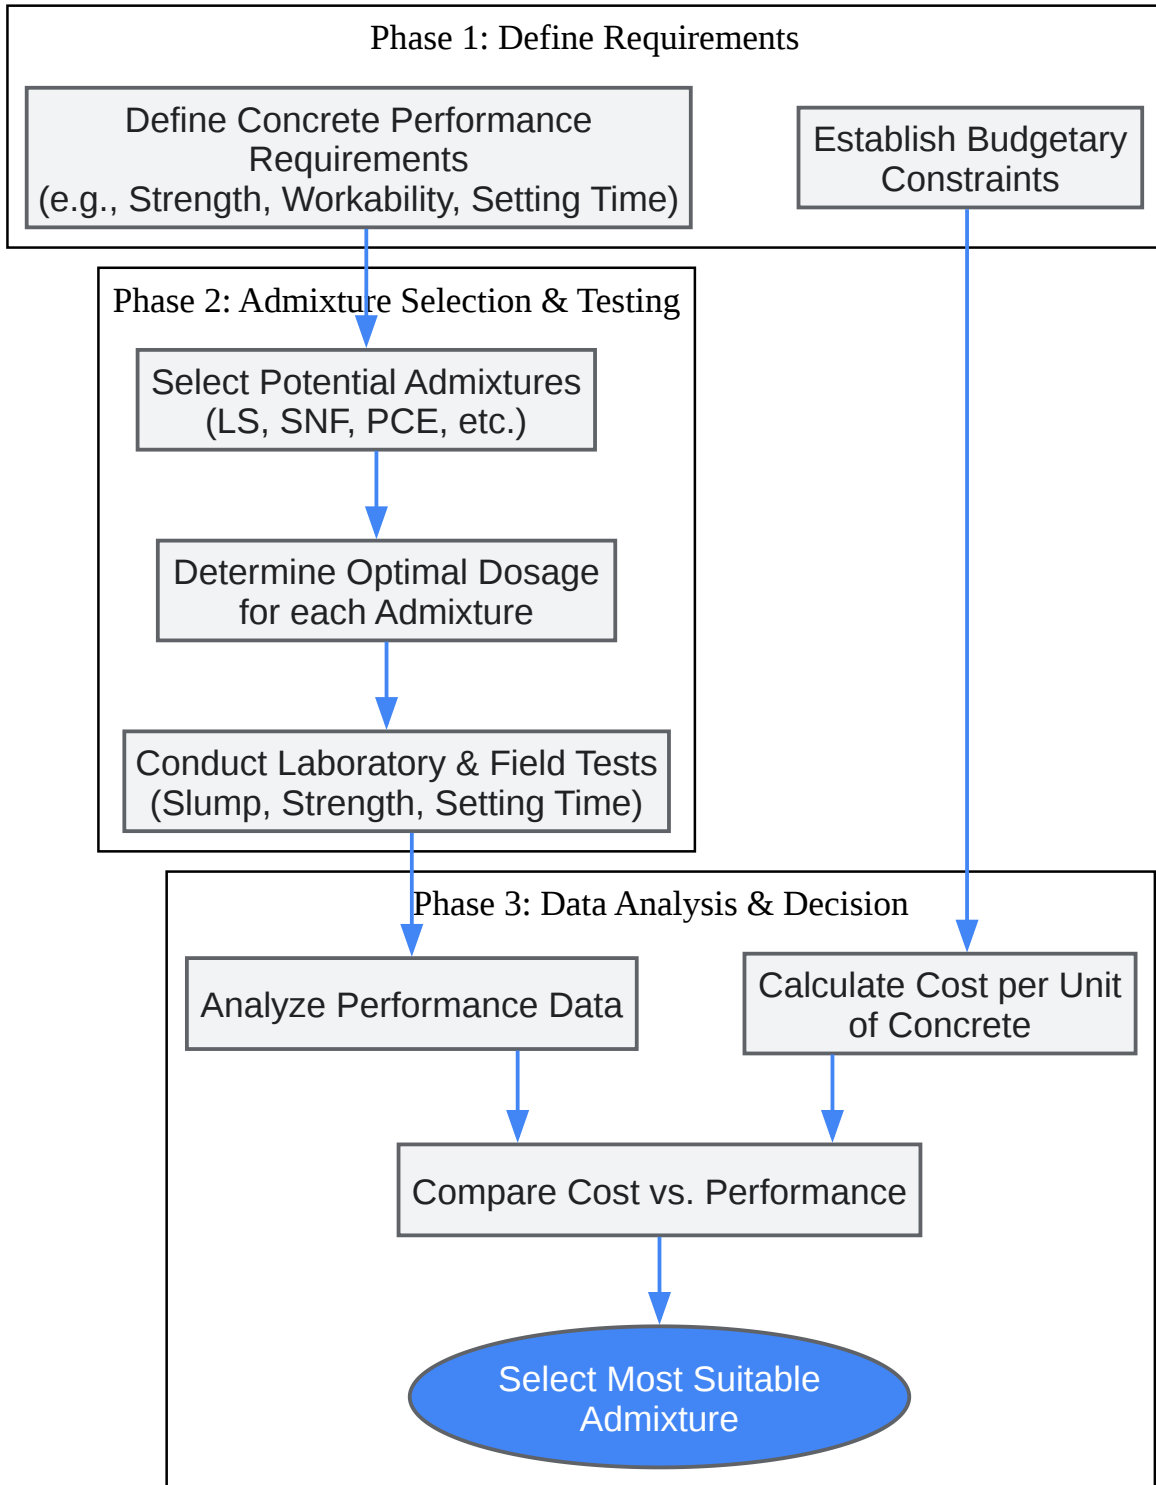 Phase 1: Define Requirements
Define Concrete Performance
Requirements
(e.g., Strength, Workability, Setting Time)
Establish Budgetary
Constraints
Phase 2: Admixture Selection & Testing
Select Potential Admixtures
(LS, SNF, PCE, etc.)
Determine Optimal Dosage
for each Admixture
Conduct Laboratory & Field Tests
(Slump, Strength, Setting Time)
Phase 3: Data Analysis & Decision
Analyze Performance Data
Calculate Cost per Unit
of Concrete
Compare Cost vs. Performance
Select Most Suitable
Admixture